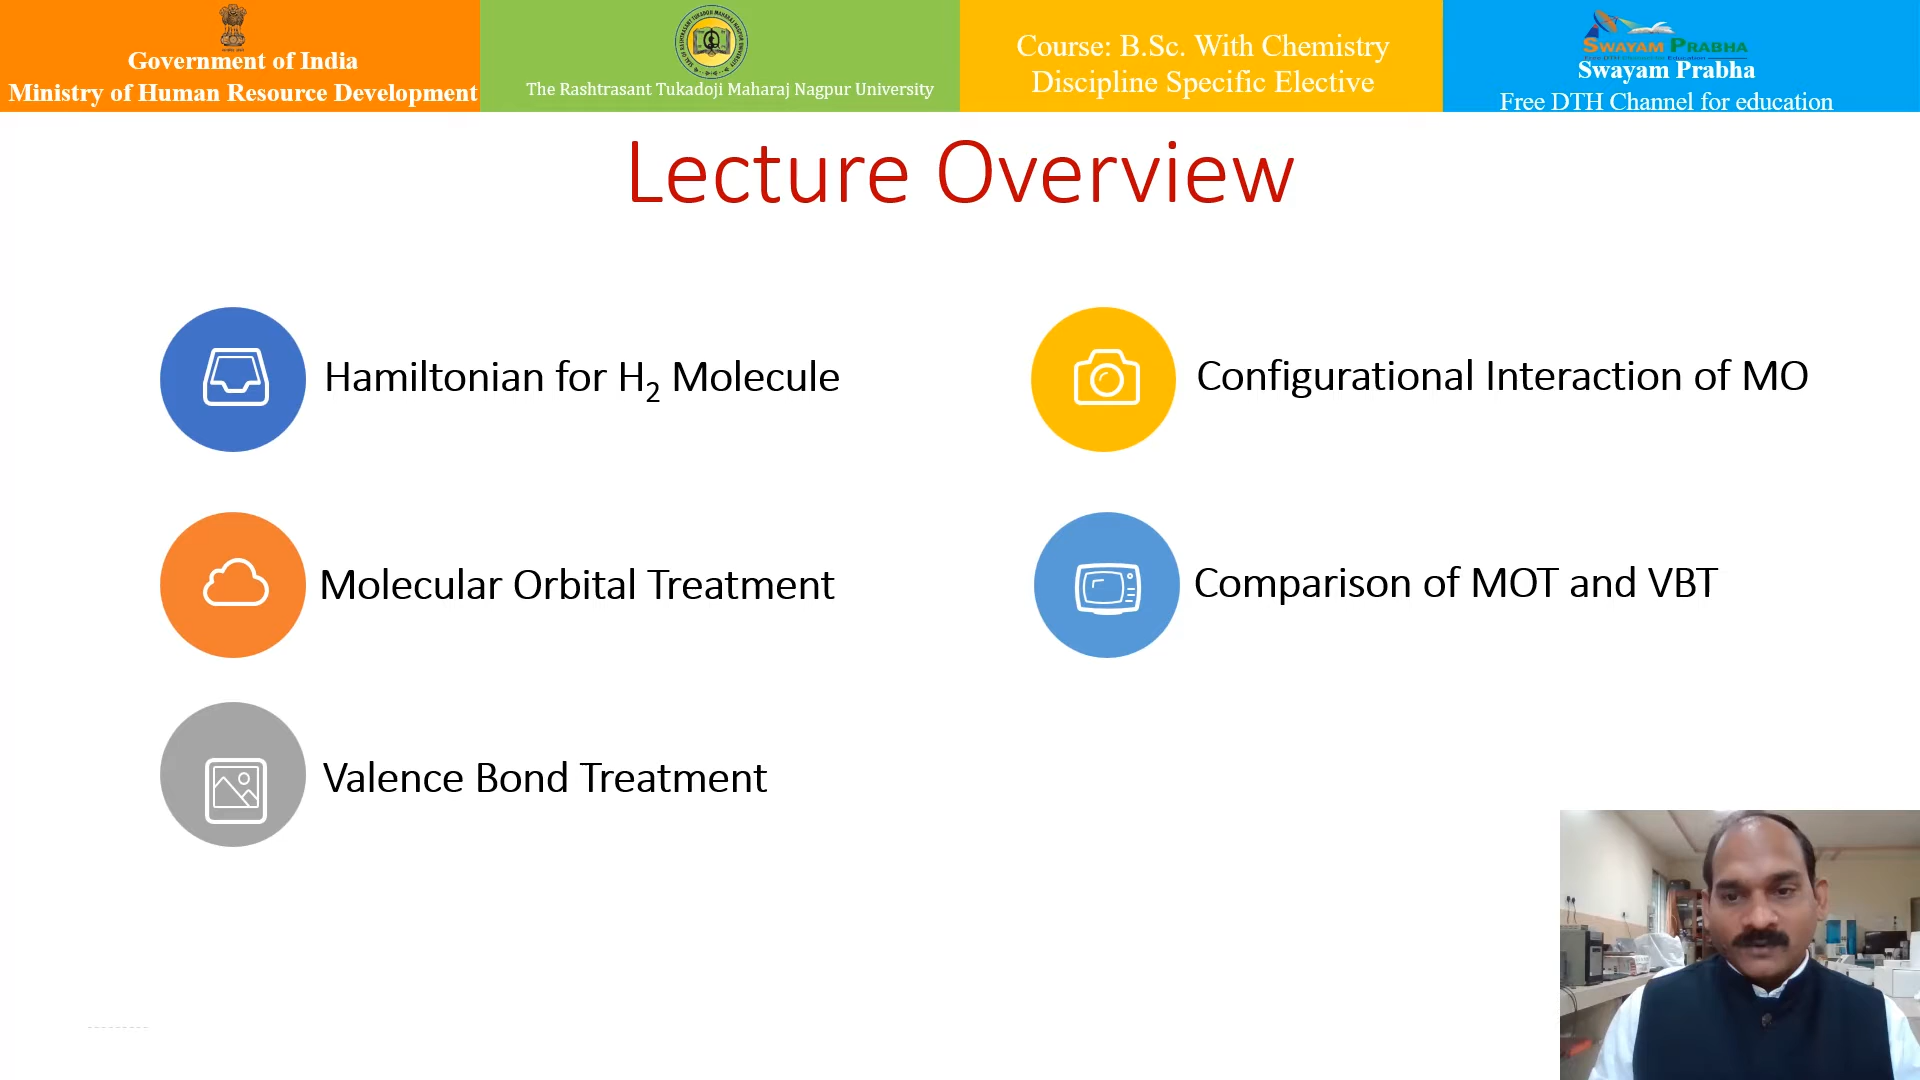 Government of India
Ministry of Human Resource Development
The Rashtrasant Tukadoji Maharaj Nagpur University
Course: B.Sc. With Chemistry
Discipline Specific Elective
SWAYAM PRABHA
Swayam Prabha
Free DTH Channel for education
Lecture Overview
Hamiltonian for H₂ Molecule
Configurational Interaction of MO
Molecular Orbital Treatment
Comparison of MOT and VBT
Valence Bond Treatment